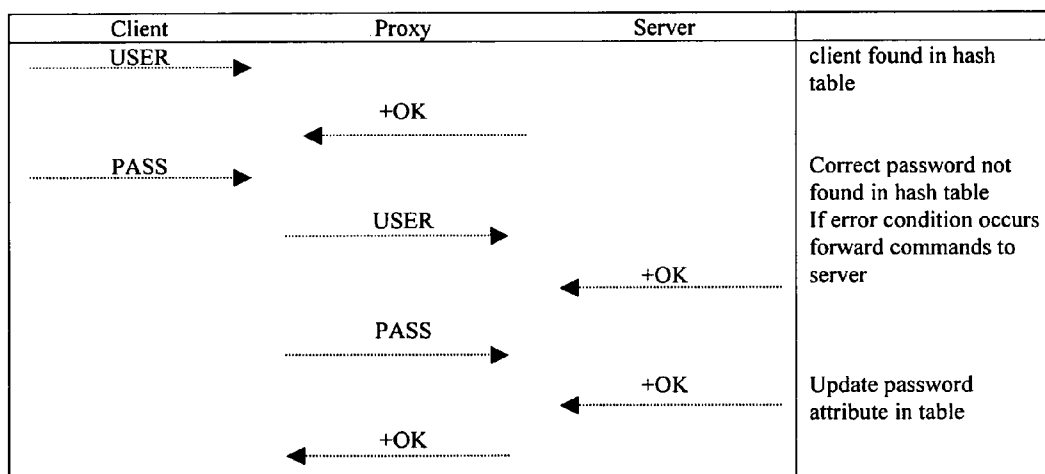 Client Proxy Server
USER
client found in hash
table
+OK
PASS
Correct password not
found in hash table
USER
If error condition occurs
forward commands to
server
+OK
PASS
+OK
Update password
attribute in table
+OK